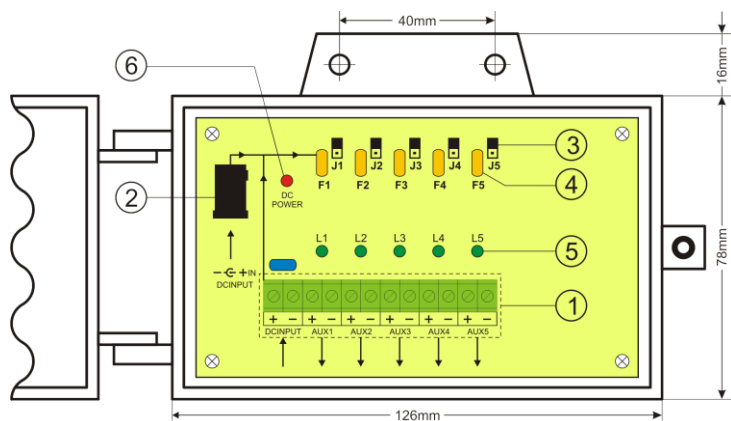 40mm
16mm
6
J1 J2 J3 J4 J5
3
F1 F2 F3 F4 F5
4
2
DC
POWER
L1 L2 L3 L4 L5
5
78mm
− + IN
DCINPUT
1
+ − + − + − + − + − + −
DCINPUT AUX1 AUX2 AUX3 AUX4 AUX5
126mm